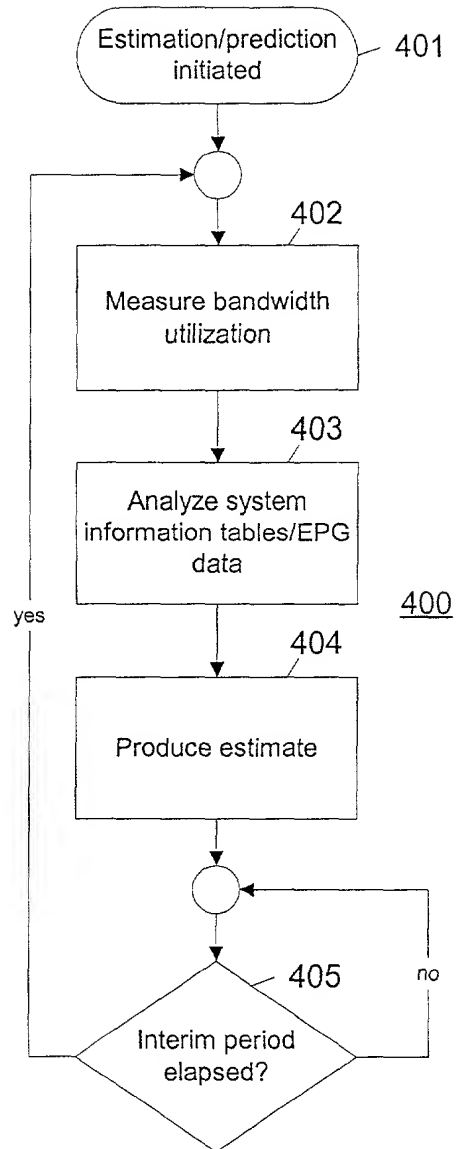 Estimation/prediction
initiated
401
402
Measure bandwidth
utilization
403
Analyze system
information tables/EPG
data
yes
400
404
Produce estimate
405
no
Interim period
elapsed?